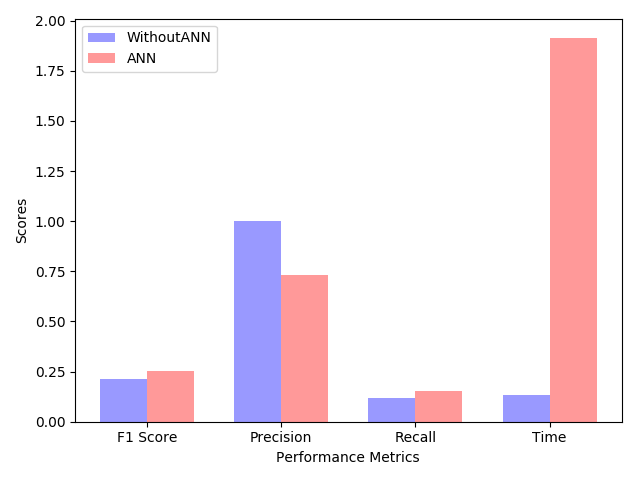 WithoutANN
ANN
2.00
1.75
1.50
1.25
1.00
0.75
0.50
0.25
0.00
Scores
F1 Score Precision Recall Time
Performance Metrics